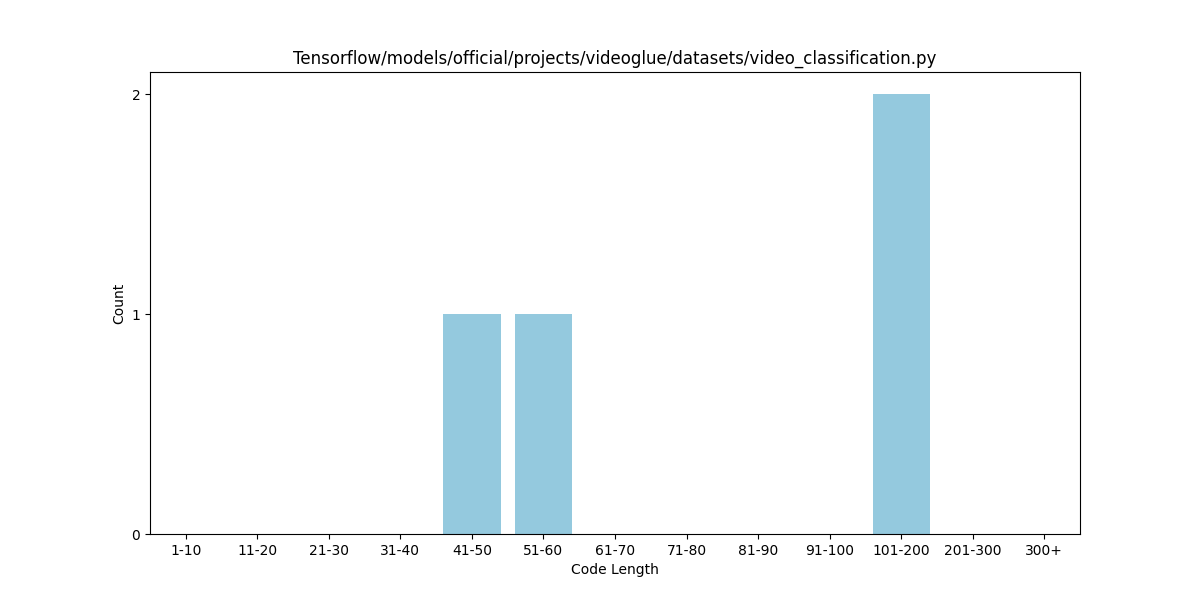 Tensorflow/models/official/projects/videoglue/datasets/video_classification.py
2
1
0
Count
1-10 11-20 21-30 31-40 41-50 51-60 61-70 71-80 81-90 91-100 101-200 201-300 300+
Code Length